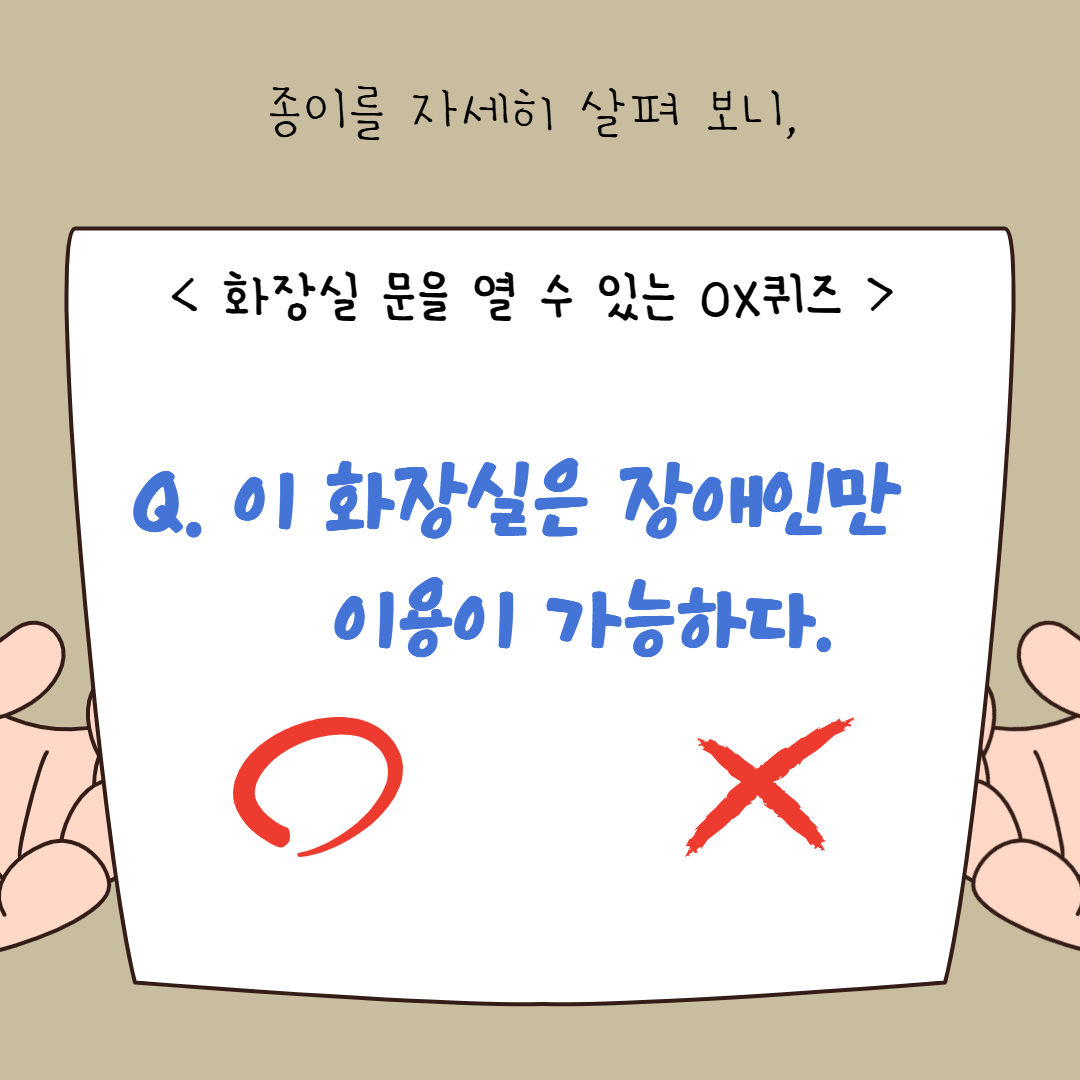 종이를 자세히 살펴 보니,
< 화장실 문을 열 수 있는 OX퀴즈 >
Q. 이 화장실은 장애인만
이용이 가능하다.